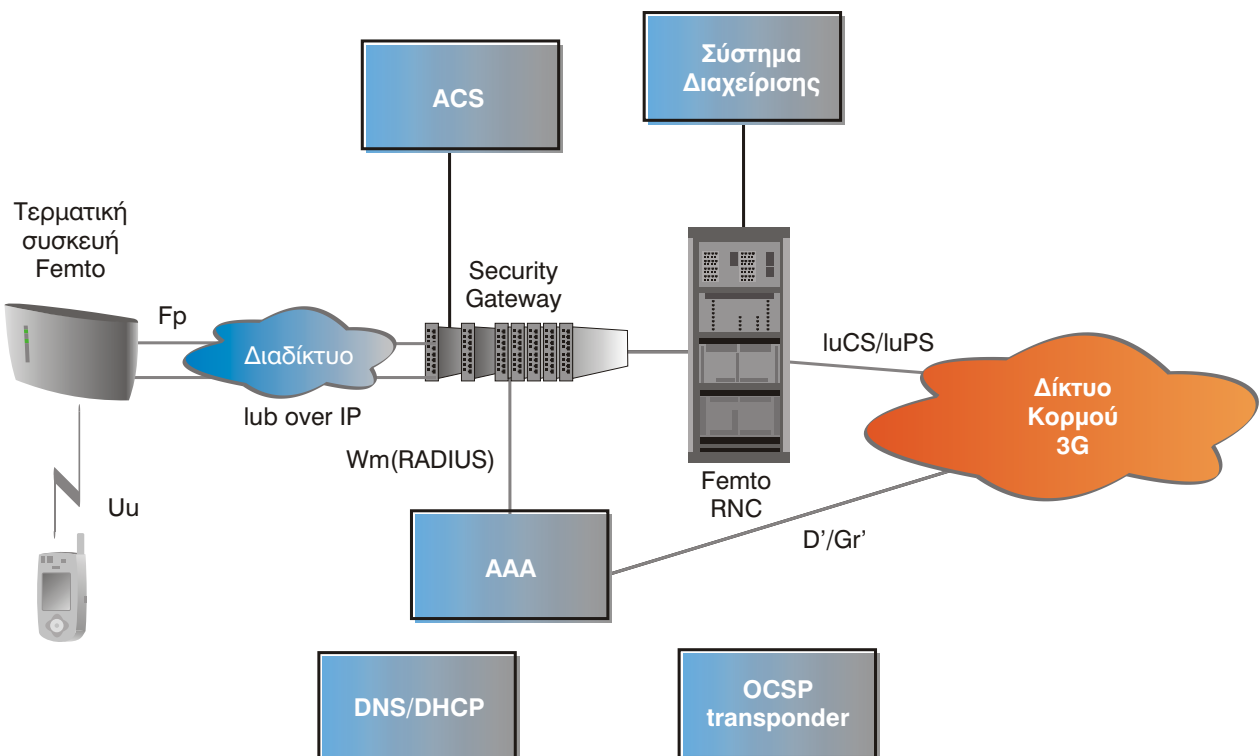 ACS
Σύστημα
Διαχείρισης
Τερματική
συσκευή
Femto
Security
Gateway
Fp
Διαδίκτυο
Iub over IP
IuCS/IuPS
Δίκτυο
Κορμού
3G
Wm(RADIUS)
Femto
RNC
Uu
D’/Gr’
AAA
DNS/DHCP
OCSP
transponder